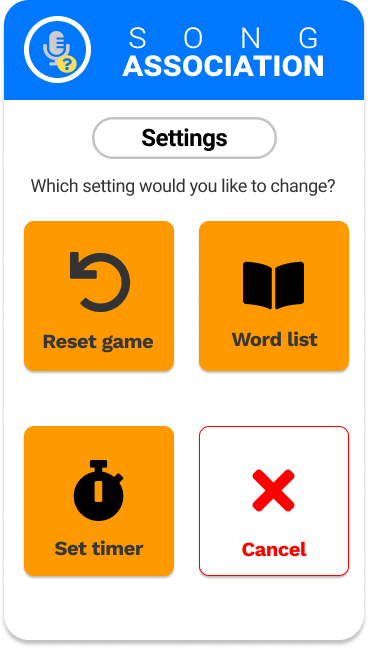 S O N G
ASSOCIATION
?
Settings
Which setting would you like to change?
Reset game
Word list
Set timer
Cancel